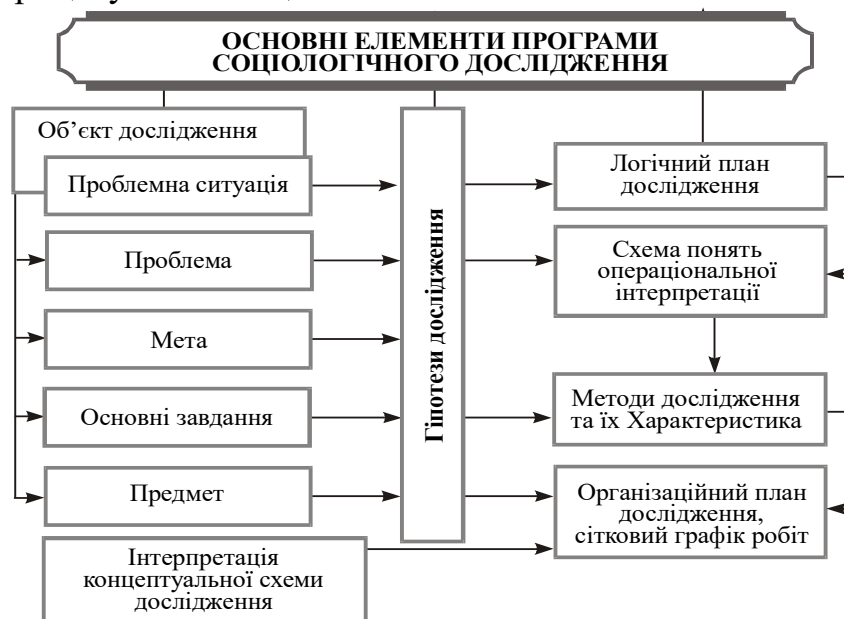 ОСНОВНІ ЕЛЕМЕНТИ ПРОГРАМИ
СОЦІОЛОГІЧНОГО ДОСЛІДЖЕННЯ
Об’єкт дослідження
Проблемна ситуація
Проблема
Мета
Основні завдання
Предмет
Інтерпретація
концептуальної схеми
дослідження
Гіпотези дослідження
Логічний план
дослідження
Схема понять
операціональної
інтерпретації
Методи дослідження
та їх Характеристика
Організаційний план
дослідження,
сітковий графік робіт